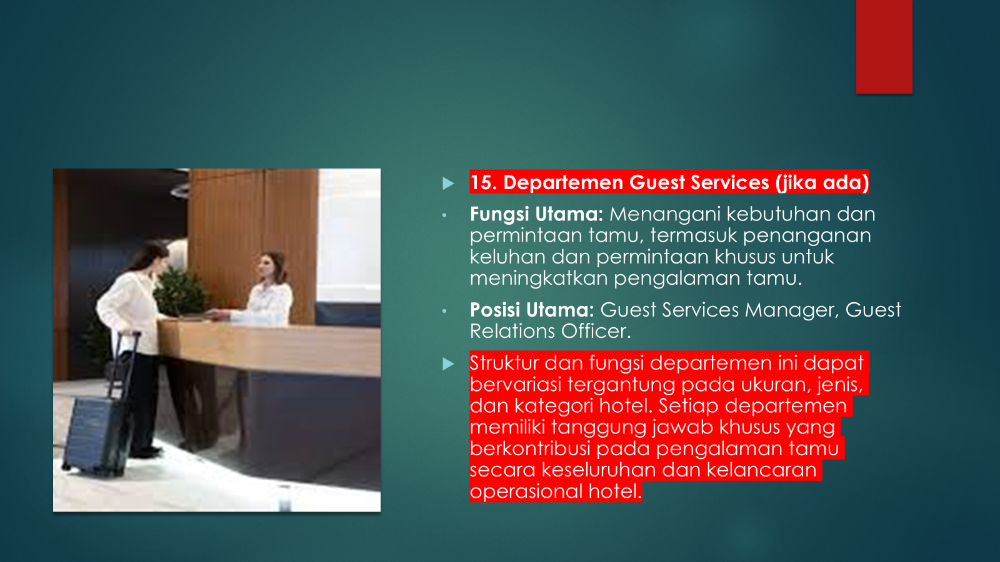 15. Departemen Guest Services (jika ada)
Fungsi Utama: Menangani kebutuhan dan
permintaan tamu, termasuk penanganan
keluhan dan permintaan khusus untuk
meningkatkan pengalaman tamu.
Posisi Utama: Guest Services Manager, Guest
Relations Officer.
Struktur dan fungsi departemen ini dapat
bervariasi tergantung pada ukuran, jenis,
dan kategori hotel. Setiap departemen
memiliki tanggung jawab khusus yang
berkontribusi pada pengalaman tamu
secara keseluruhan dan kelancaran
operasional hotel.